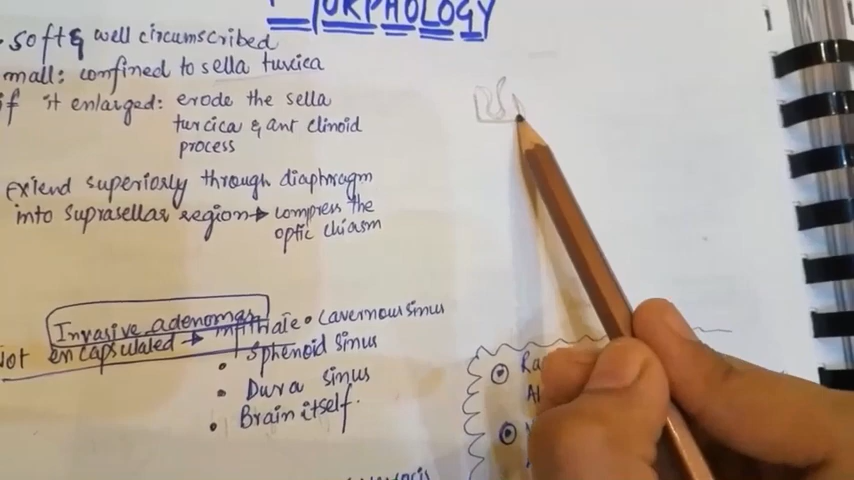 MORPHOLOGY
. soft & well circumscribed
mall: confined to sella turcica
if it enlarged: erode the sella
turcica & ant clinoid
process
extend superiorly through diaphragm
into suprasellar region → compress the
optic chiasm
Invasive adenomas
Not encapsulated → infiltrate • cavernous sinus
• Sphenoid sinus
• Dura sinus
• Brain itself.